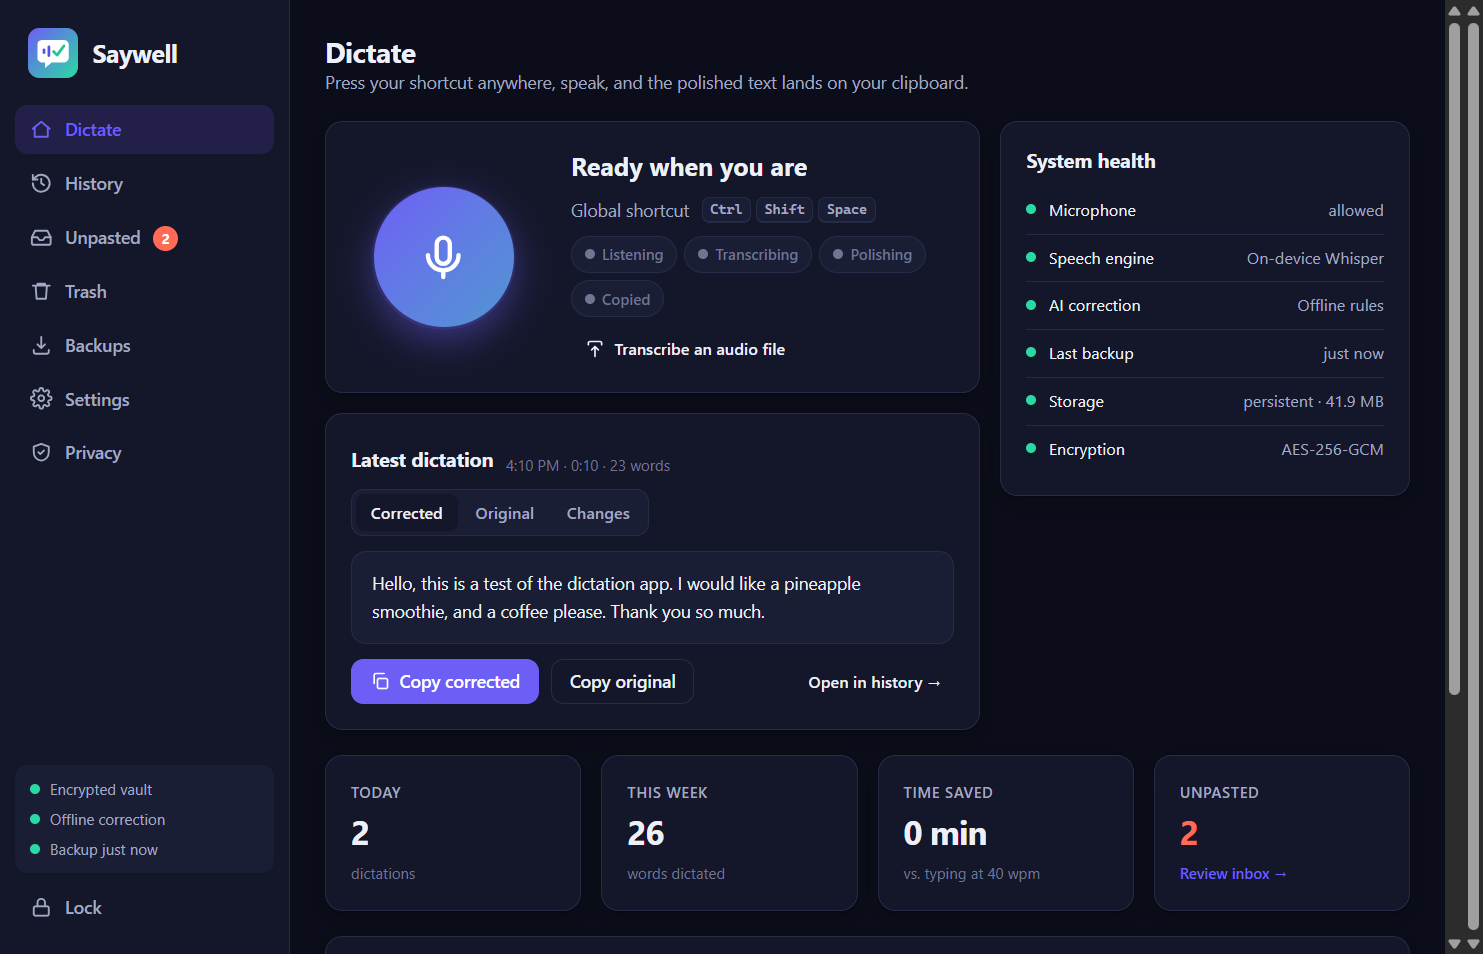 Saywell
Dictate
History
Unpasted 2
Trash
Backups
Settings
Privacy
Encrypted vault
Offline correction
Backup just now
Lock
Dictate
Press your shortcut anywhere, speak, and the polished text lands on your clipboard.
Ready when you are
Global shortcut Ctrl Shift Space
Listening Transcribing Polishing
Copied
Transcribe an audio file
System health
Microphone allowed
Speech engine On-device Whisper
AI correction Offline rules
Last backup just now
Storage persistent · 41.9 MB
Encryption AES-256-GCM
Latest dictation 4:10 PM · 0:10 · 23 words
Corrected Original Changes
Hello, this is a test of the dictation app. I would like a pineapple
smoothie, and a coffee please. Thank you so much.
Copy corrected Copy original Open in history →
TODAY
2
dictations
THIS WEEK
26
words dictated
TIME SAVED
0 min
vs. typing at 40 wpm
UNPASTED
2
Review inbox →